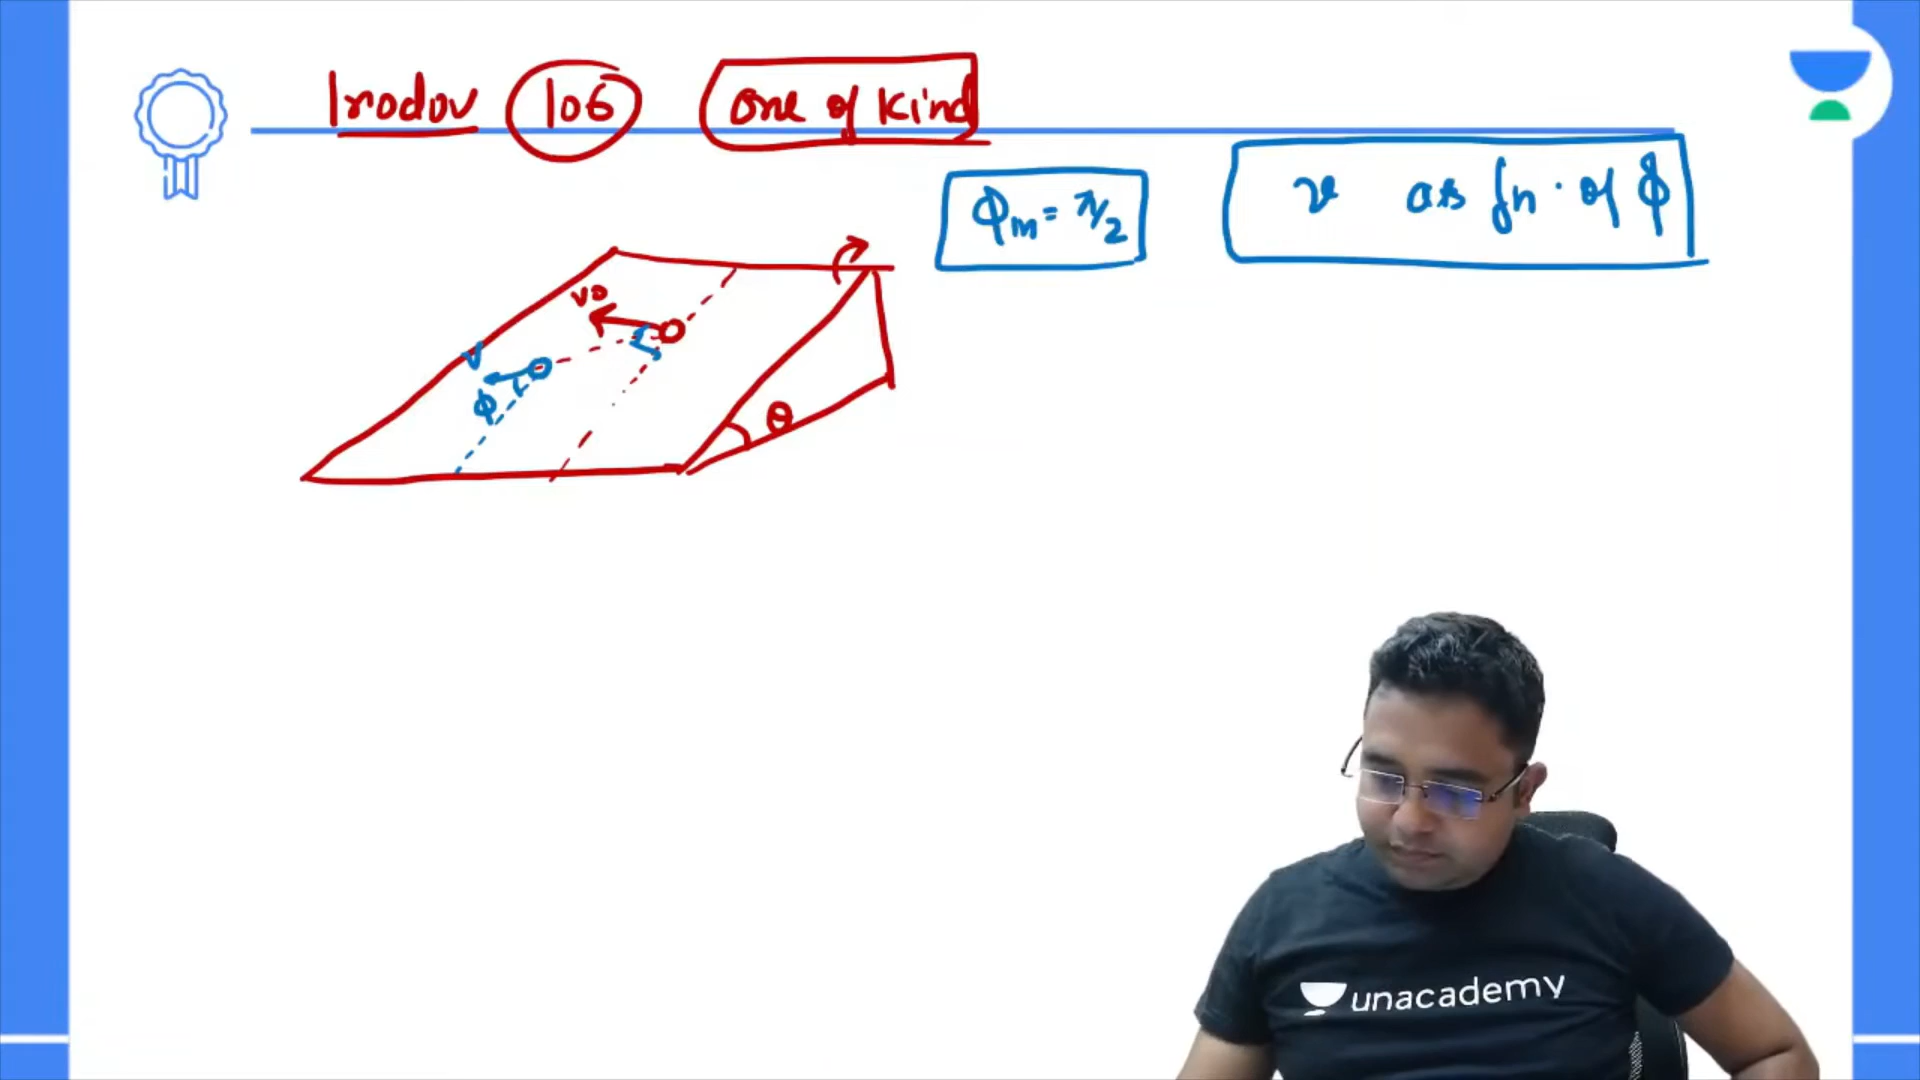 Irodov 106 One of Kind
Φm = π/2
v as fn. of Φ
v0
v
Φ
θ
unacademy